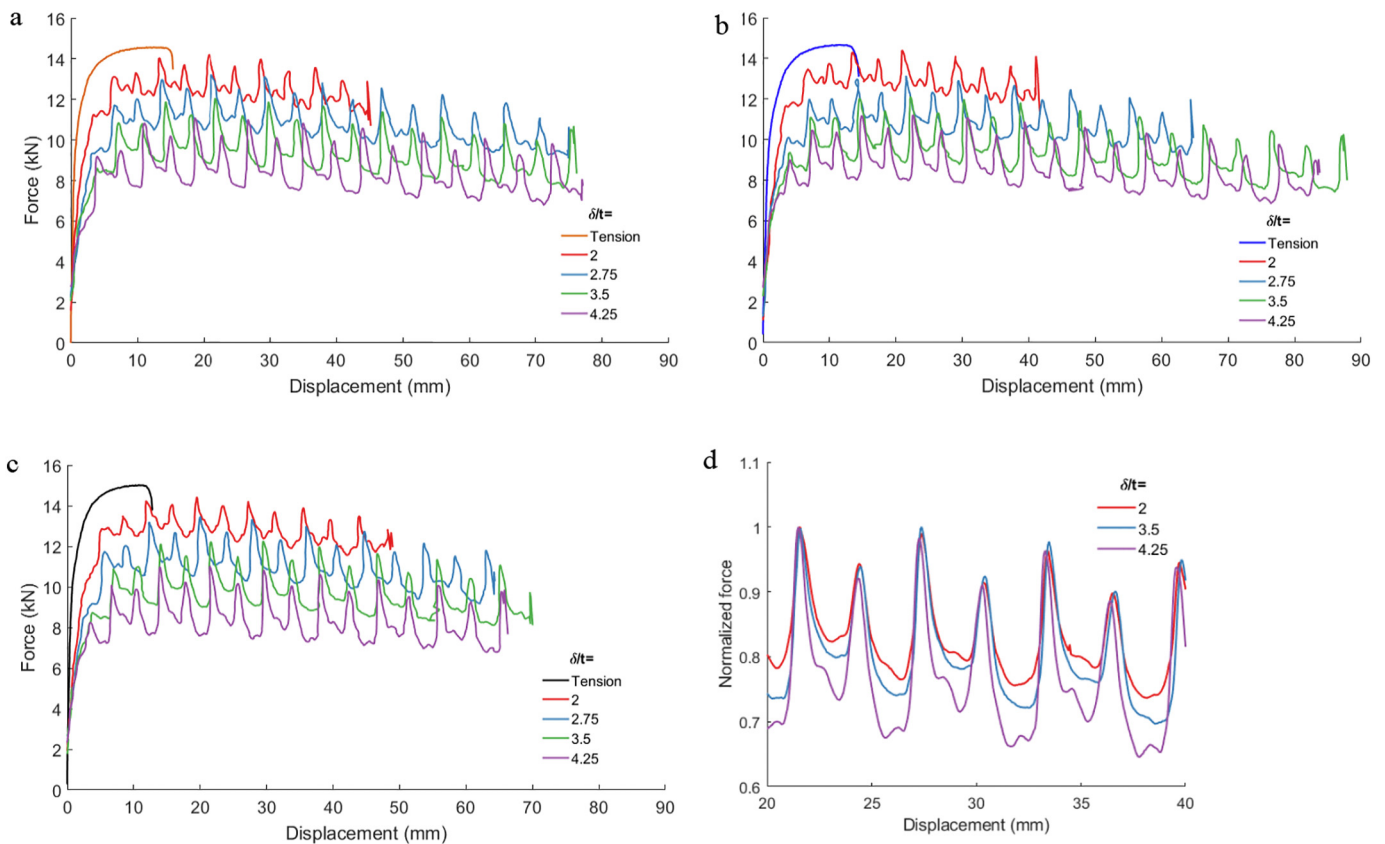 a
16
14
12
10
8
6
4
2
0
Force (kN)
0 10 20 30 40 50 60 70 80 90
Displacement (mm)
δ/t=
Tension
2
2.75
3.5
4.25
b
16
14
12
10
8
6
4
2
0
0 10 20 30 40 50 60 70 80 90
Displacement (mm)
δ/t=
Tension
2
2.75
3.5
4.25
c
16
14
12
10
8
6
4
2
0
Force (kN)
0 10 20 30 40 50 60 70 80 90
Displacement (mm)
δ/t=
Tension
2
2.75
3.5
4.25
d
1.1
1
0.9
0.8
0.7
0.6
Normalized force
20 25 30 35 40
Displacement (mm)
δ/t=
2
3.5
4.25